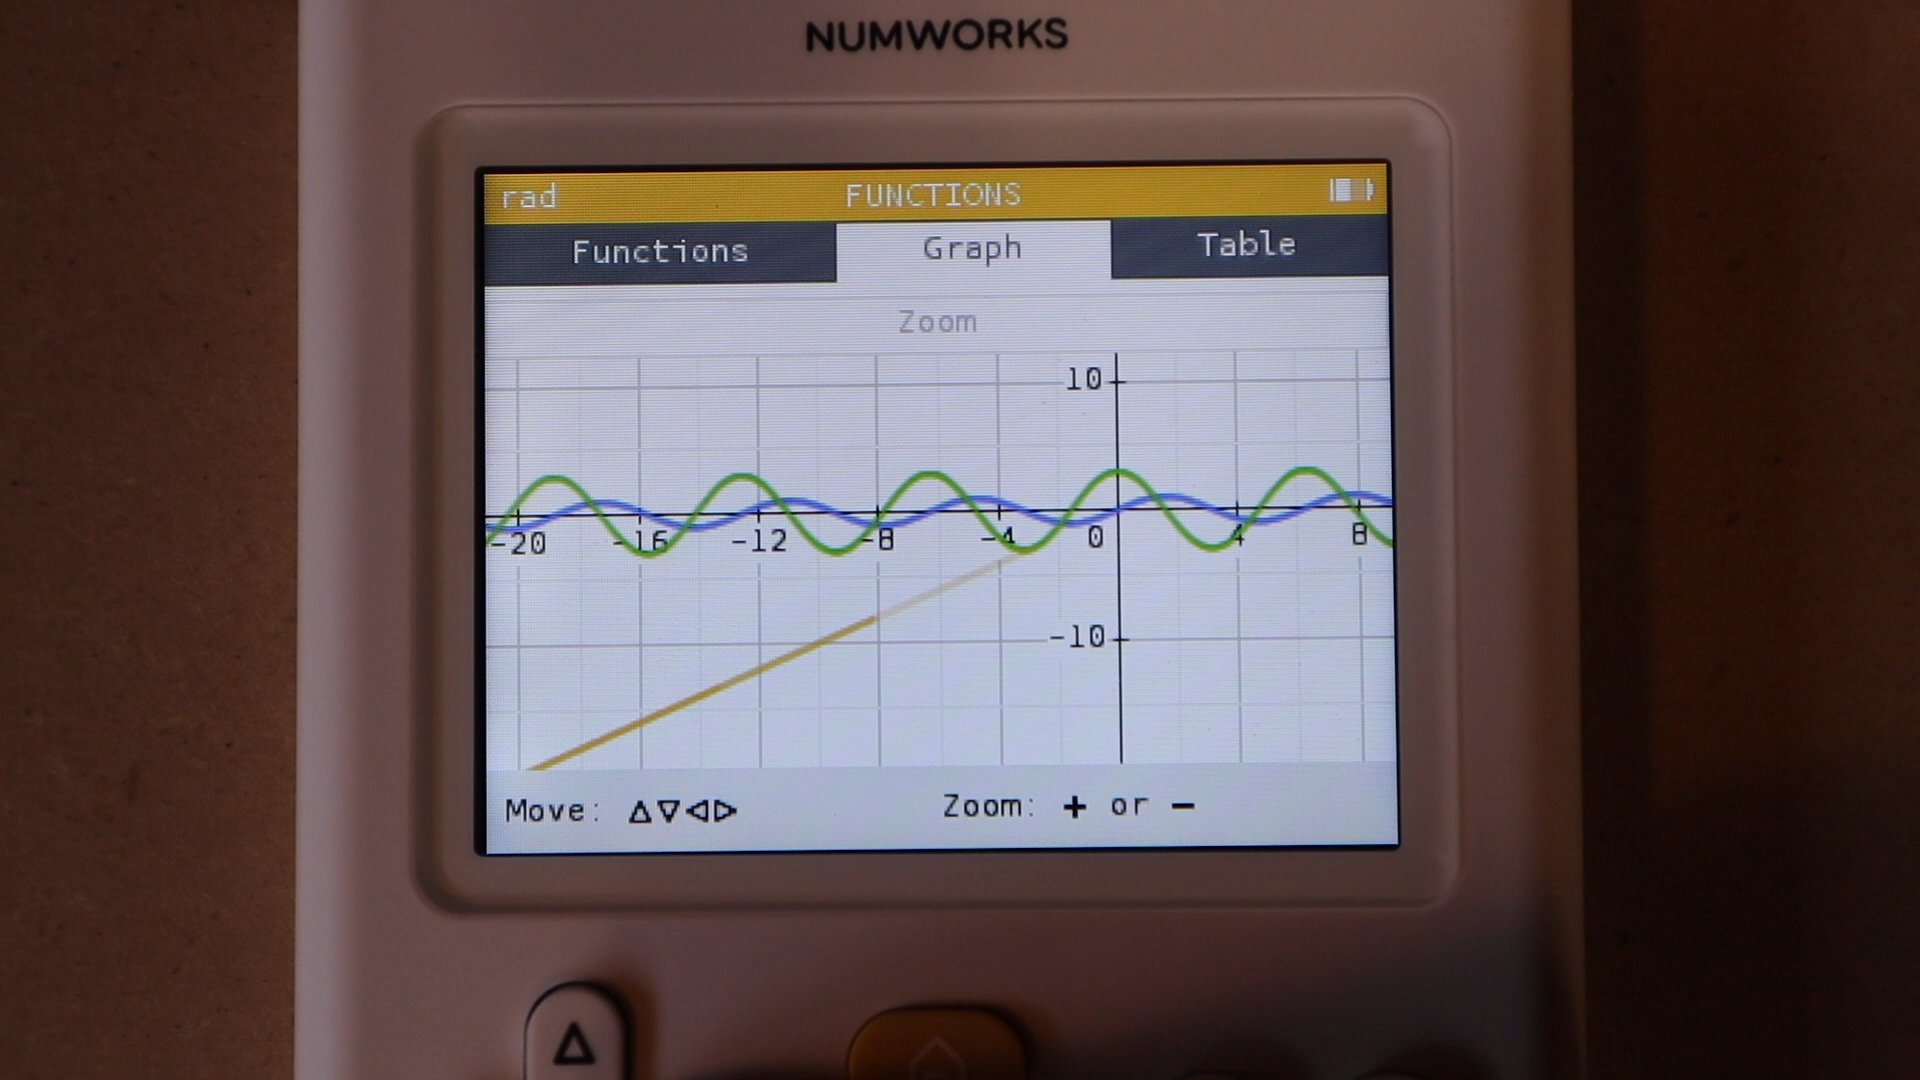 NUMWORKS
rad FUNCTIONS
Functions Graph Table
Zoom
10
-20 -16 -12 -8 -4 0 4 8
-10
Move: Zoom: + or -